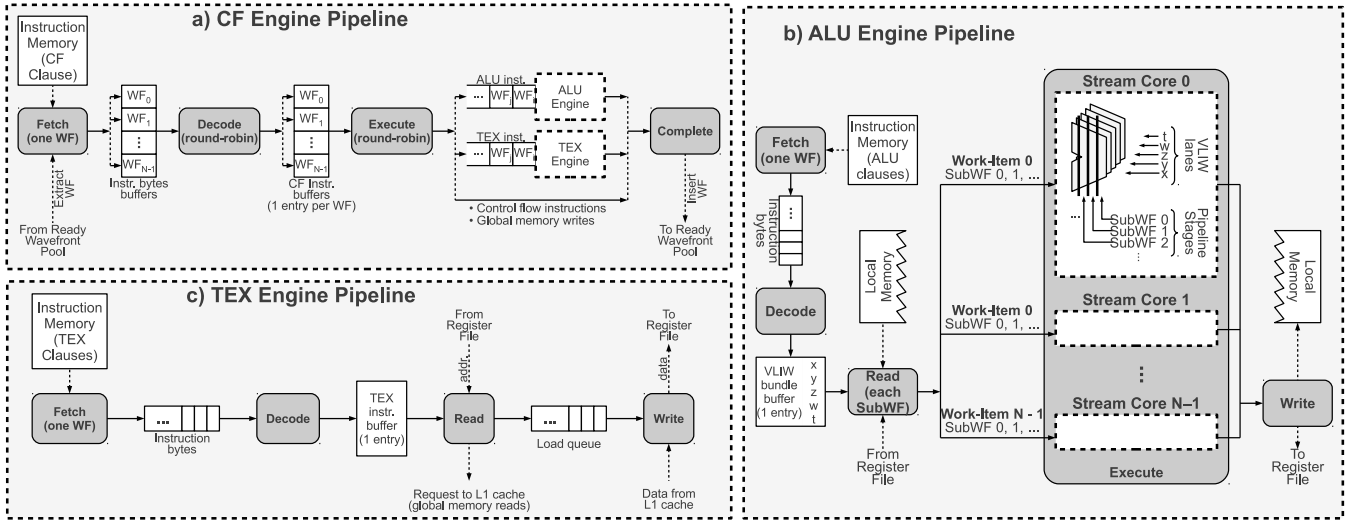 a) CF Engine Pipeline
Instruction
Memory
(CF
Clause)
Fetch
(one WF)
Extract
WF
From Ready
Wavefront
Pool
WF0
WF1
⋮
WFN-1
Instr. bytes
buffers
Decode
(round-robin)
WF0
WF1
⋮
WFN-1
CF Instr.
buffers
(1 entry per WF)
Execute
(round-robin)
ALU inst.
... WFj WFi
ALU
Engine
TEX inst.
... WFj WFi
TEX
Engine
• Control flow instructions
• Global memory writes
Complete
Insert
WF
To Ready
Wavefront
Pool
c) TEX Engine Pipeline
Instruction
Memory
(TEX
Clauses)
Fetch
(one WF)
...
Instruction
bytes
Decode
TEX
instr.
buffer
(1 entry)
From
Register
File
addr.
Read
Request to L1 cache
(global memory reads)
...
Load queue
To
Register
File
data
Write
Data from
L1 cache
b) ALU Engine Pipeline
Fetch
(one WF)
Instruction
Memory
(ALU
clauses)
...
Instruction
bytes
Decode
VLIW
bundle
buffer
(1 entry)
x
y
z
w
t
Local
Memory
Read
(each
SubWF)
From
Register
File
Work-Item 0
SubWF 0, 1, ...
Work-Item 0
SubWF 0, 1, ...
Work-Item N - 1
SubWF 0, 1, ...
Stream Core 0
t
w
z
y
x
VLIW
lanes
...
SubWF 0
SubWF 1
SubWF 2
...
Pipeline
Stages
Stream Core 1
⋮
Stream Core N–1
Execute
Local
Memory
Write
To
Register
File